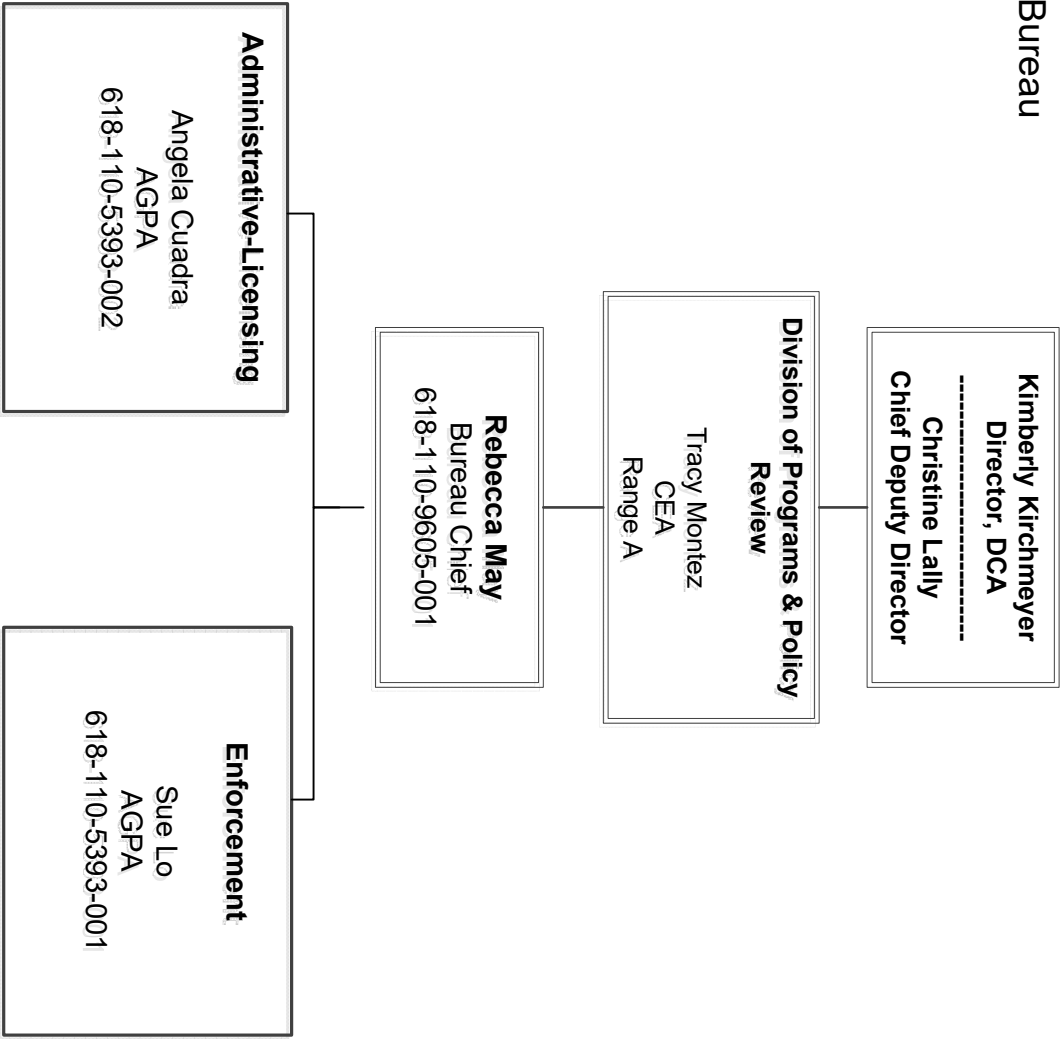 Bureau
Kimberly Kirchmeyer
Director, DCA
--------------------------------
Christine Lally
Chief Deputy Director
Division of Programs & Policy
Review
Tracy Montez
CEA
Range A
Rebecca May
Bureau Chief
618-110-9605-001
Administrative-Licensing
Angela Cuadra
AGPA
618-110-5393-002
Enforcement
Sue Lo
AGPA
618-110-5393-001